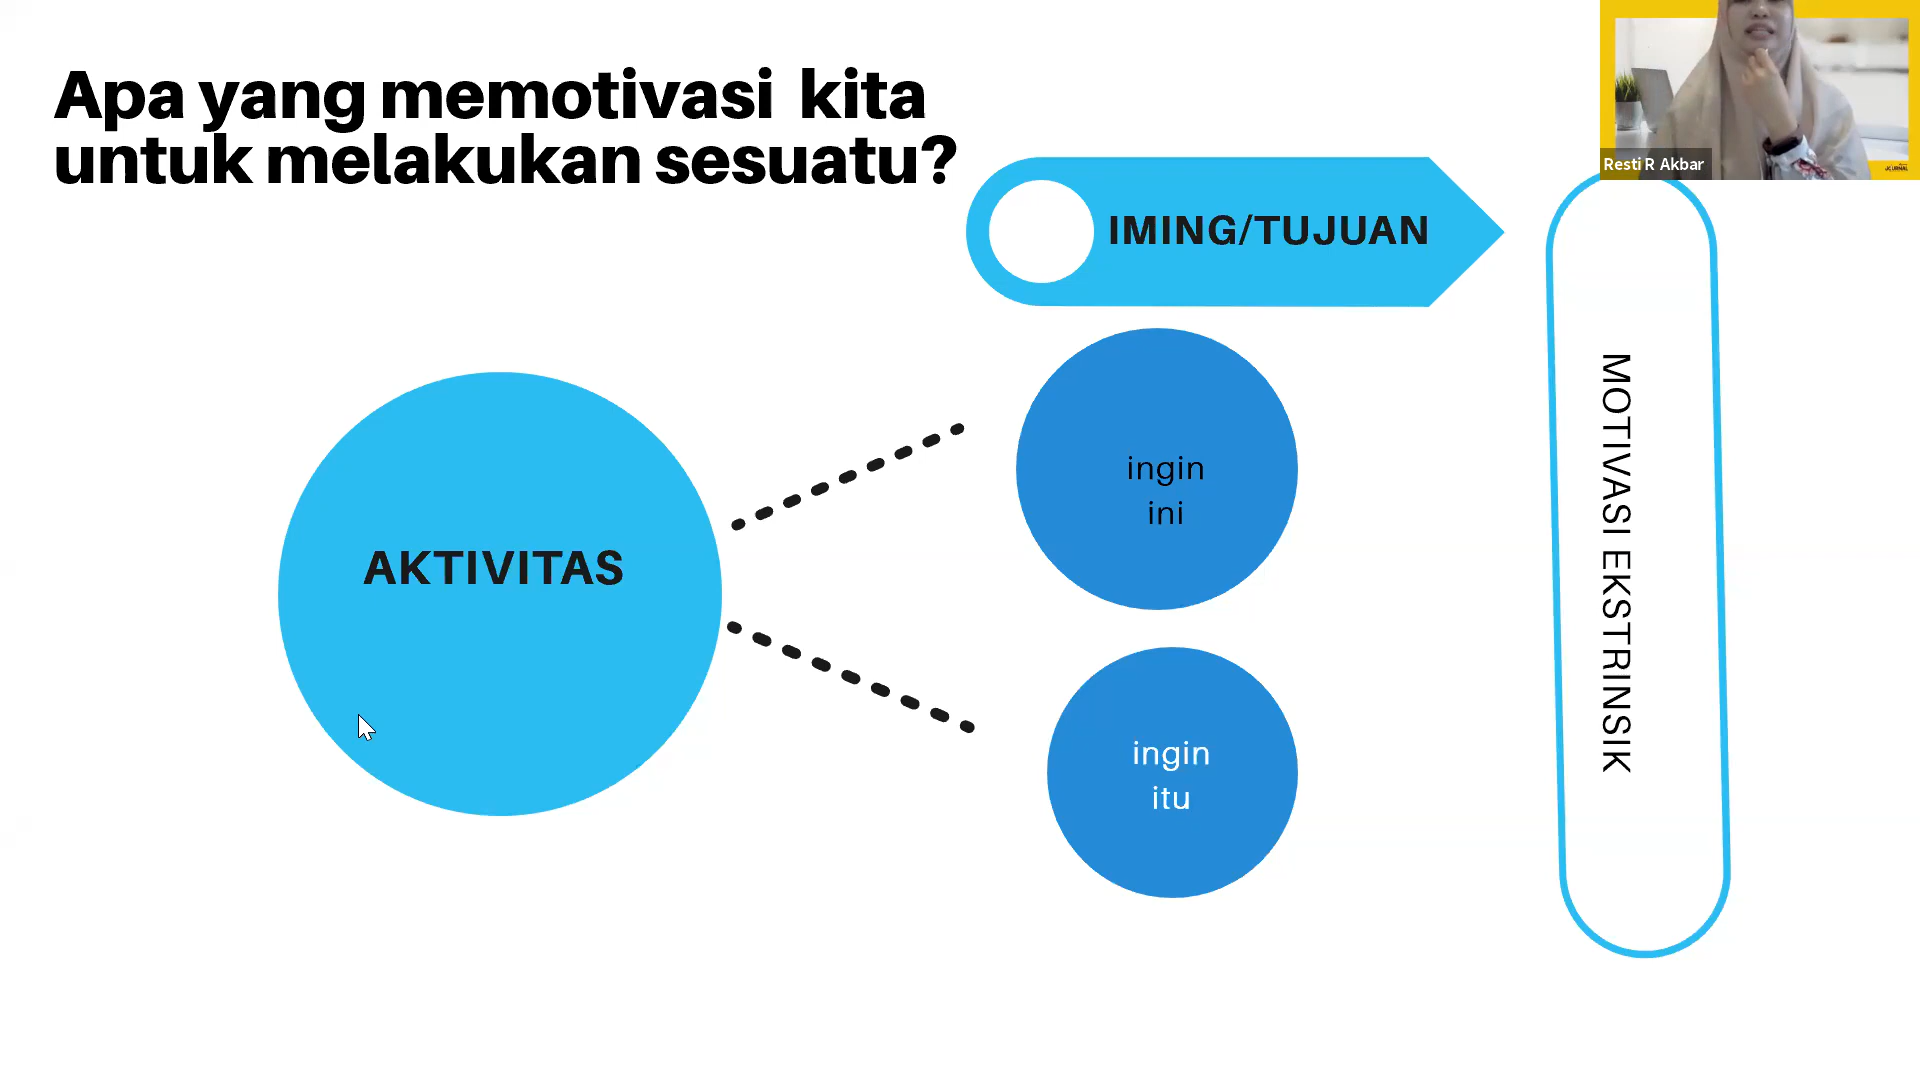 Apa yang memotivasi kita
untuk melakukan sesuatu?
Resti R Akbar
IMING/TUJUAN
AKTIVITAS
ingin
ini
ingin
itu
MOTIVASI EKSTRINSIK